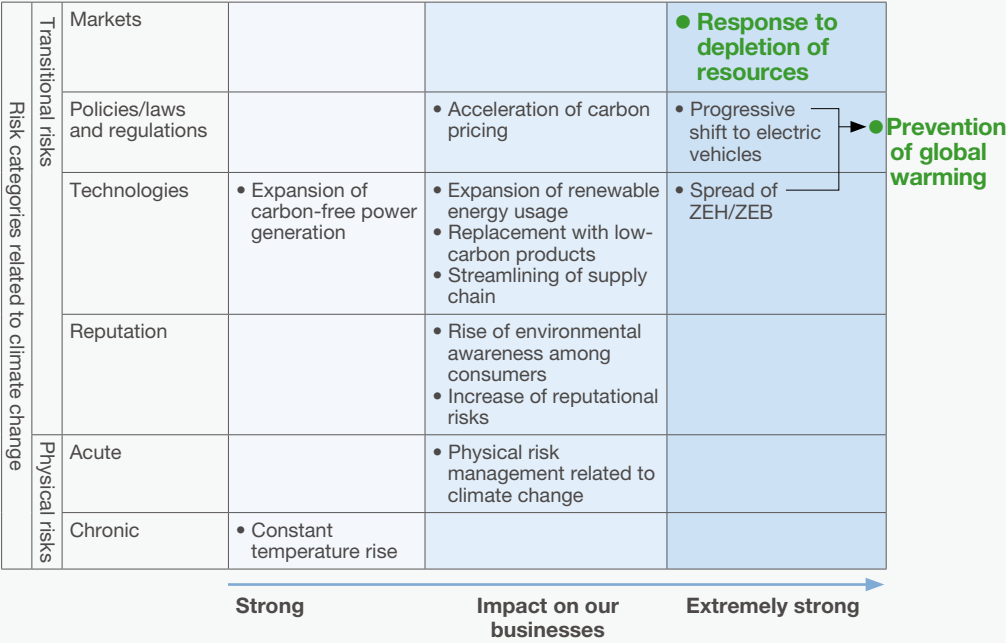 Risk categories related to climate change
Transitional risks
Markets
• Response to
depletion of
resources
Policies/laws
and regulations
• Acceleration of carbon
pricing
• Progressive
shift to electric
vehicles
• Prevention
of global
warming
Technologies
• Expansion of
carbon-free power
generation
• Expansion of renewable
energy usage
• Replacement with low-
carbon products
• Streamlining of supply
chain
• Spread of
ZEH/ZEB
Reputation
• Rise of environmental
awareness among
consumers
• Increase of reputational
risks
Physical risks
Acute
• Physical risk
management related to
climate change
Chronic
• Constant
temperature rise
Strong
Impact on our
businesses
Extremely strong